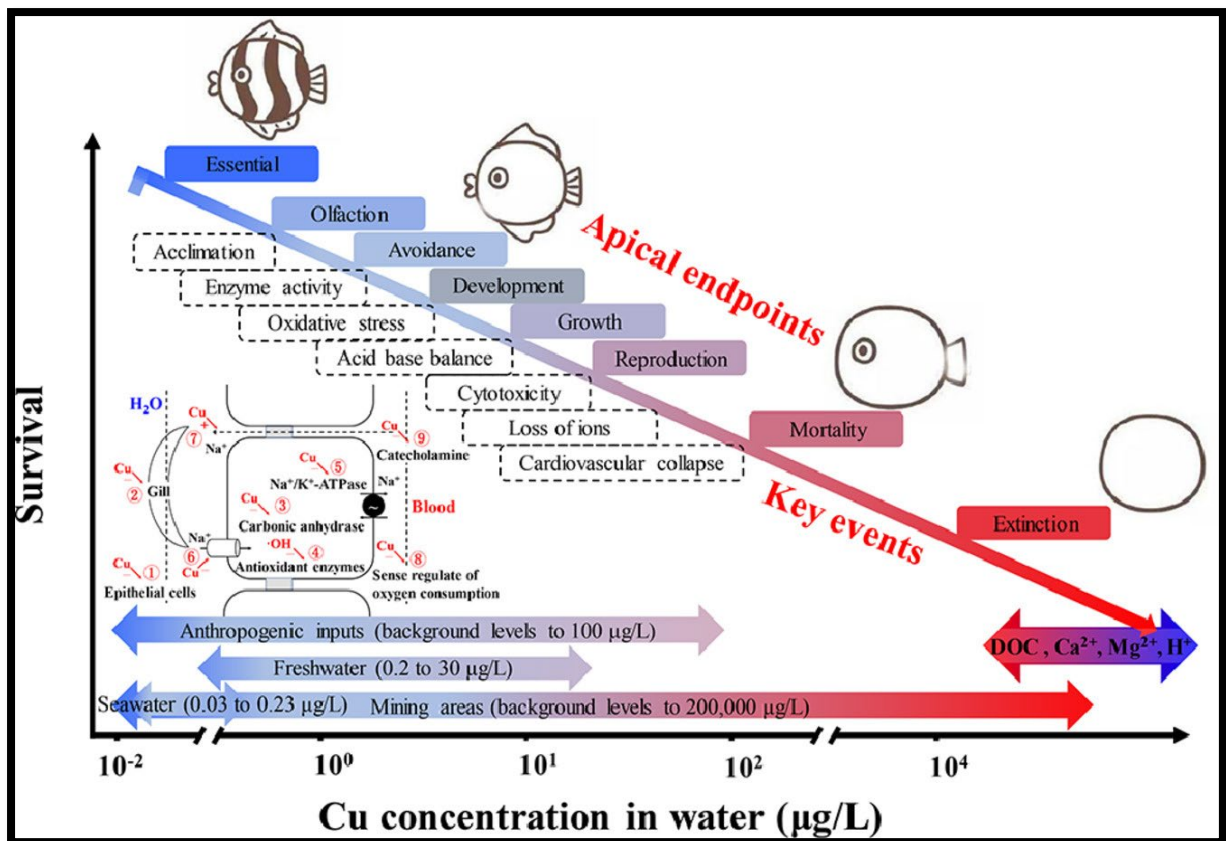 Essential
Olfaction
Avoidance
Development
Growth
Reproduction
Mortality
Extinction
Apical endpoints
Key events
Acclimation
Enzyme activity
Oxidative stress
Acid base balance
Cytotoxicity
Loss of ions
Cardiovascular collapse
H₂O
Cu
+
⑦
Na⁺
Cu
−
②
Gill
Cu
−
⑤
Na⁺/K⁺-ATPase
Na⁺
~
Cu
−
③
Carbonic anhydrase
Na⁺
⑥
Cu
−
·OH
−
④
Antioxidant enzymes
Cu
−
①
Epithelial cells
Cu
−
⑨
Catecholamine
Blood
Cu
−
⑧
Sense regulate of
oxygen consumption
Anthropogenic inputs (background levels to 100 μg/L)
Freshwater (0.2 to 30 μg/L)
Seawater (0.03 to 0.23 μg/L)
Mining areas (background levels to 200,000 μg/L)
DOC , Ca²⁺, Mg²⁺, H⁺
Survival
10⁻²
10⁰
10¹
10²
10⁴
Cu concentration in water (μg/L)